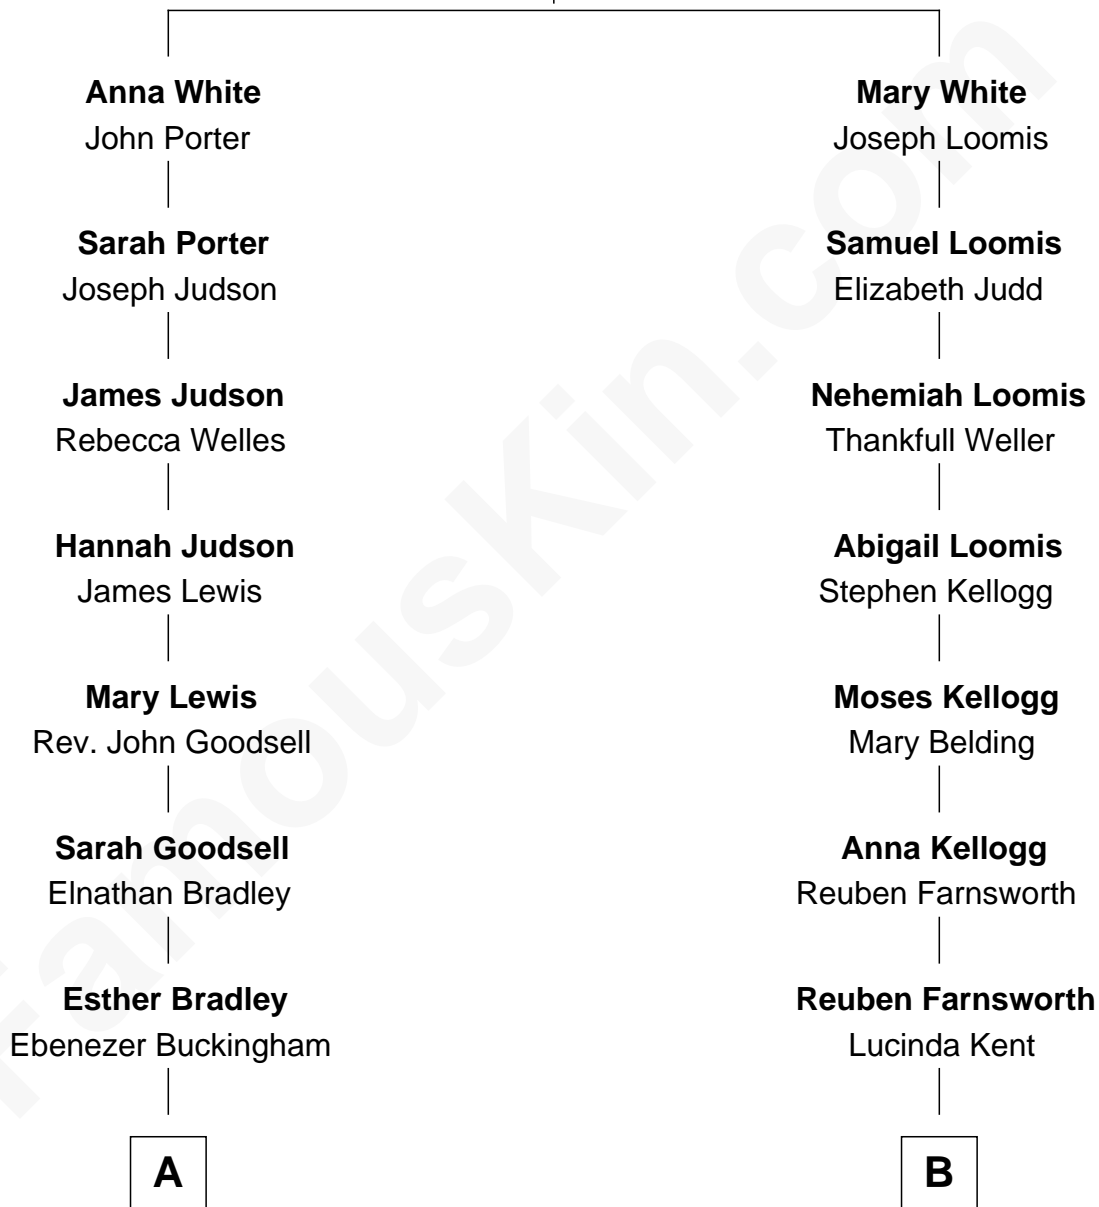 Anna White
John Porter
Sarah Porter
Joseph Judson
James Judson
Rebecca Welles
Hannah Judson
James Lewis
Mary Lewis
Rev. John Goodsell
Sarah Goodsell
Elnathan Bradley
Esther Bradley
Ebenezer Buckingham
A
Mary White
Joseph Loomis
Samuel Loomis
Elizabeth Judd
Nehemiah Loomis
Thankfull Weller
Abigail Loomis
Stephen Kellogg
Moses Kellogg
Mary Belding
Anna Kellogg
Reuben Farnsworth
Reuben Farnsworth
Lucinda Kent
B
FamousKin.com